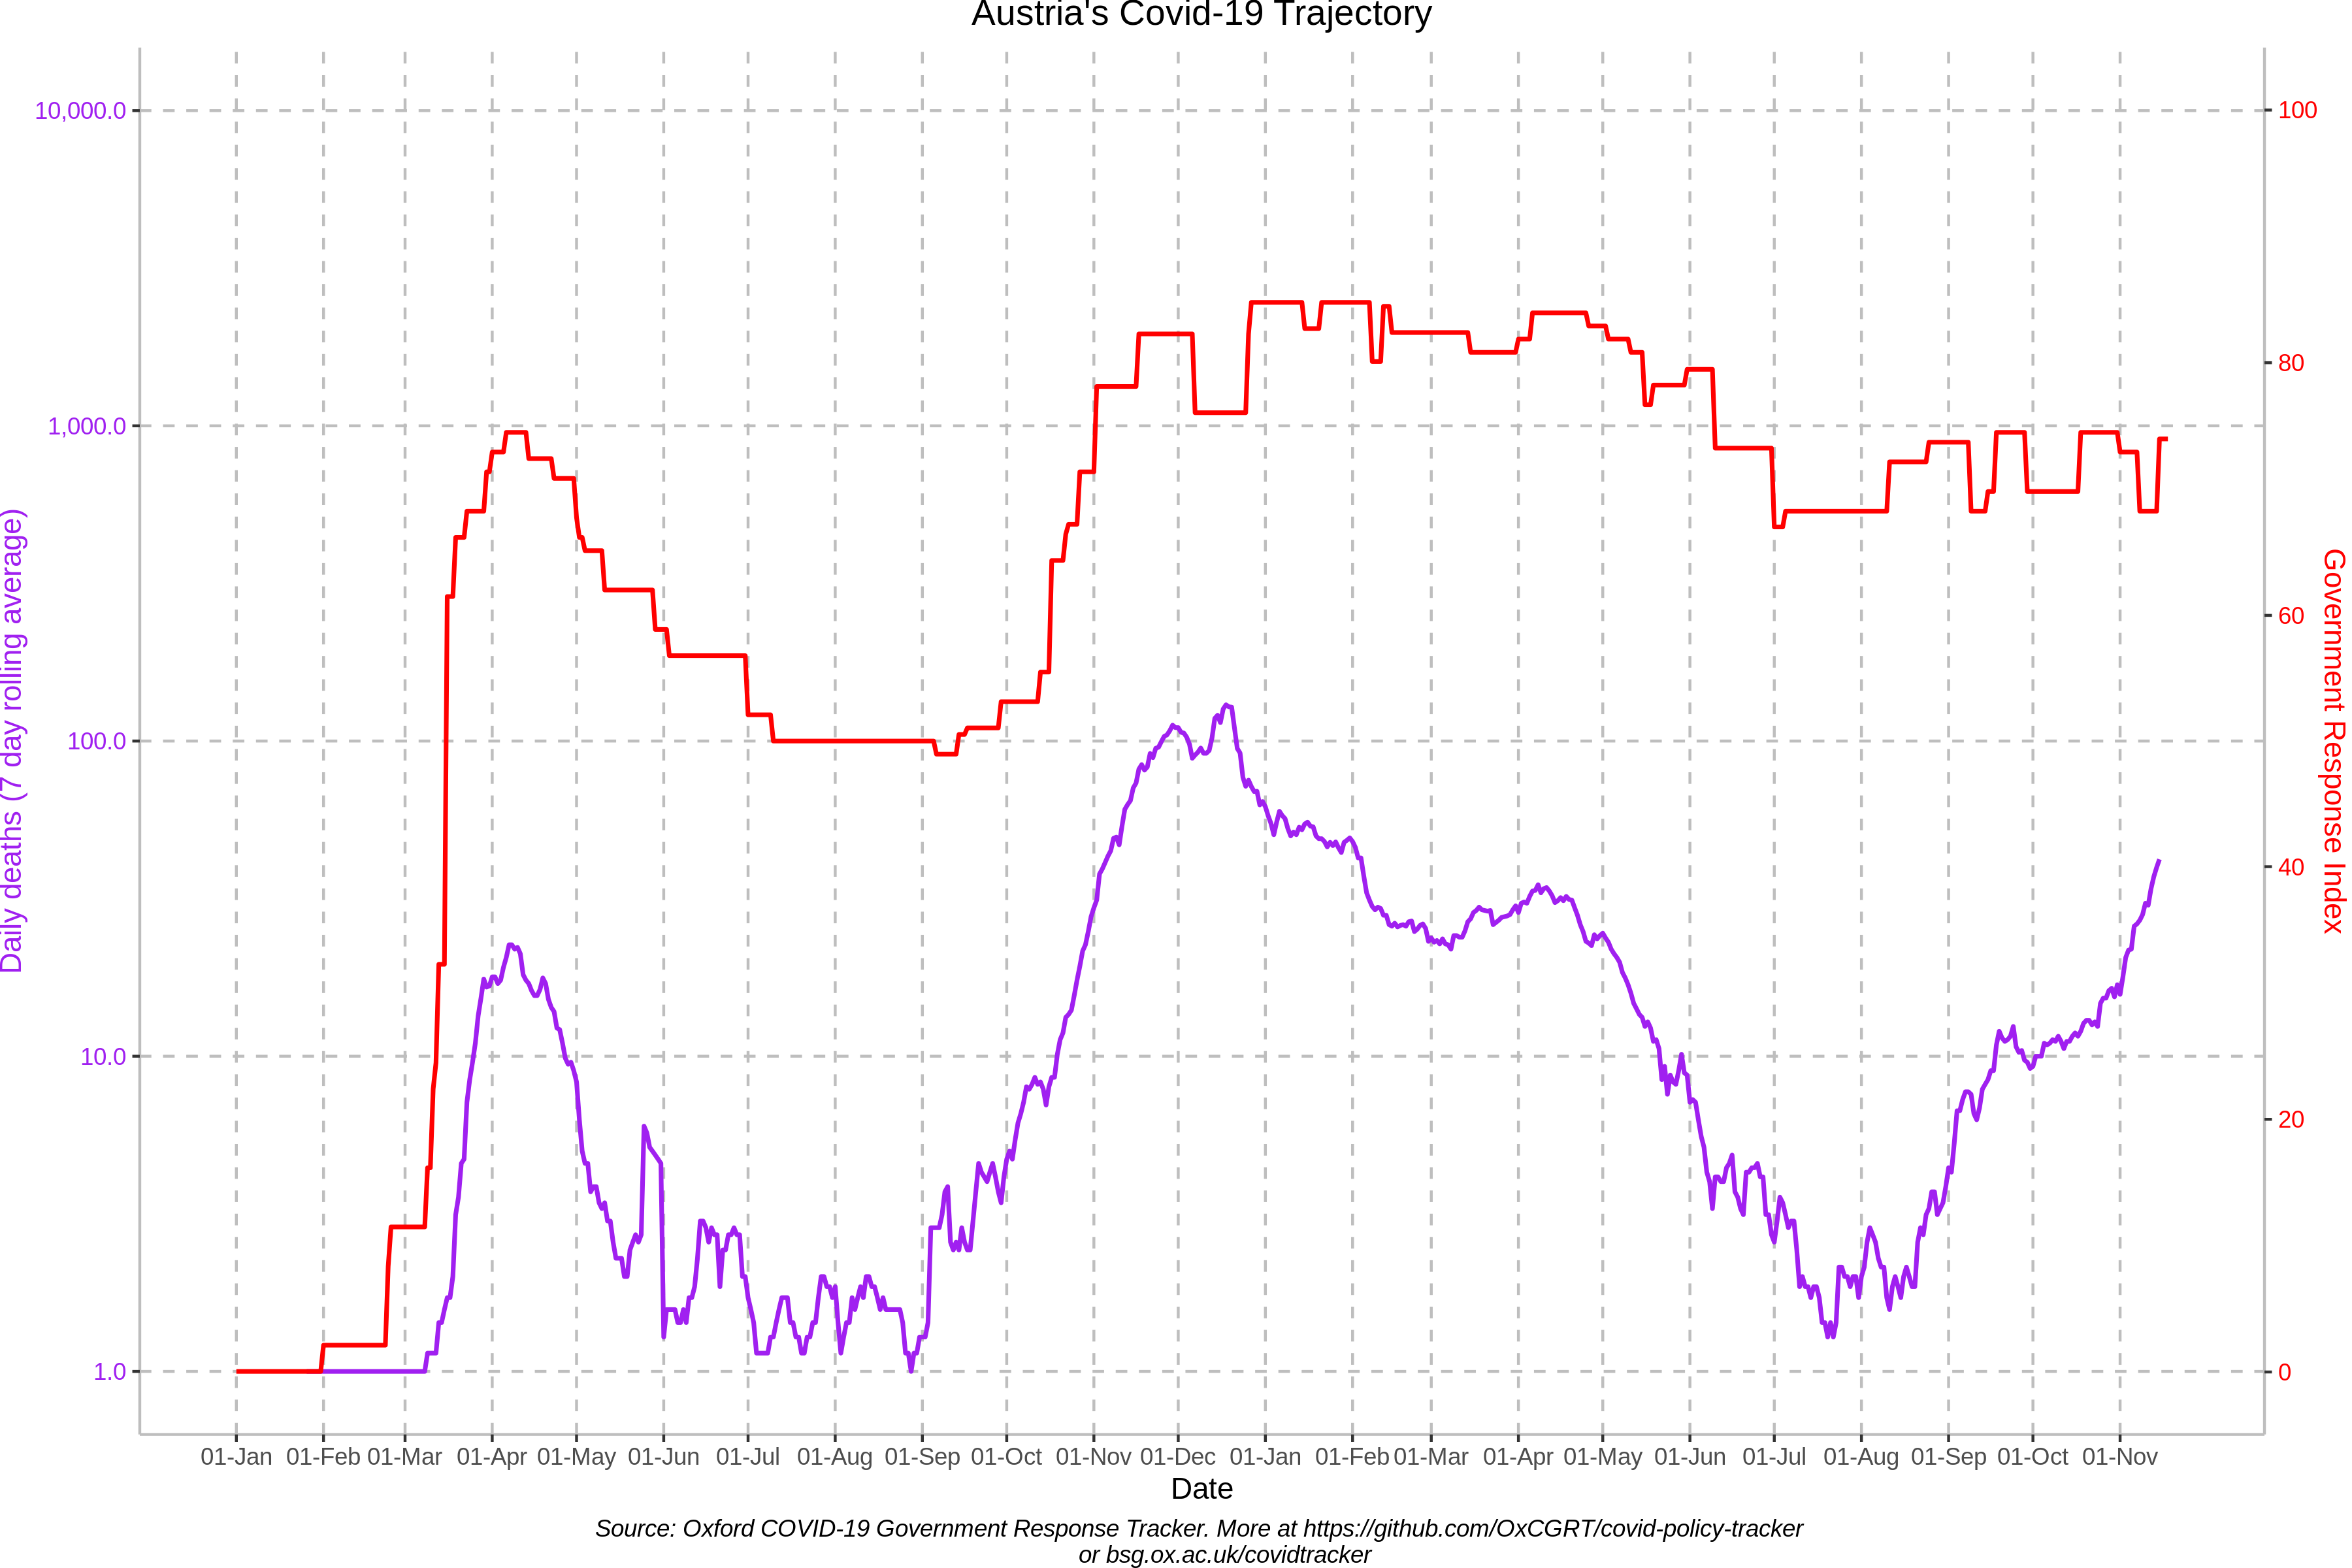 Austria's Covid-19 Trajectory
10,000.0
1,000.0
100.0
10.0
1.0
Daily deaths (7 day rolling average)
100
80
60
40
20
0
Government Response Index
01-Jan 01-Feb 01-Mar 01-Apr 01-May 01-Jun 01-Jul 01-Aug 01-Sep 01-Oct 01-Nov 01-Dec 01-Jan 01-Feb 01-Mar 01-Apr 01-May 01-Jun 01-Jul 01-Aug 01-Sep 01-Oct 01-Nov
Date
Source: Oxford COVID-19 Government Response Tracker. More at https://github.com/OxCGRT/covid-policy-tracker
or bsg.ox.ac.uk/covidtracker